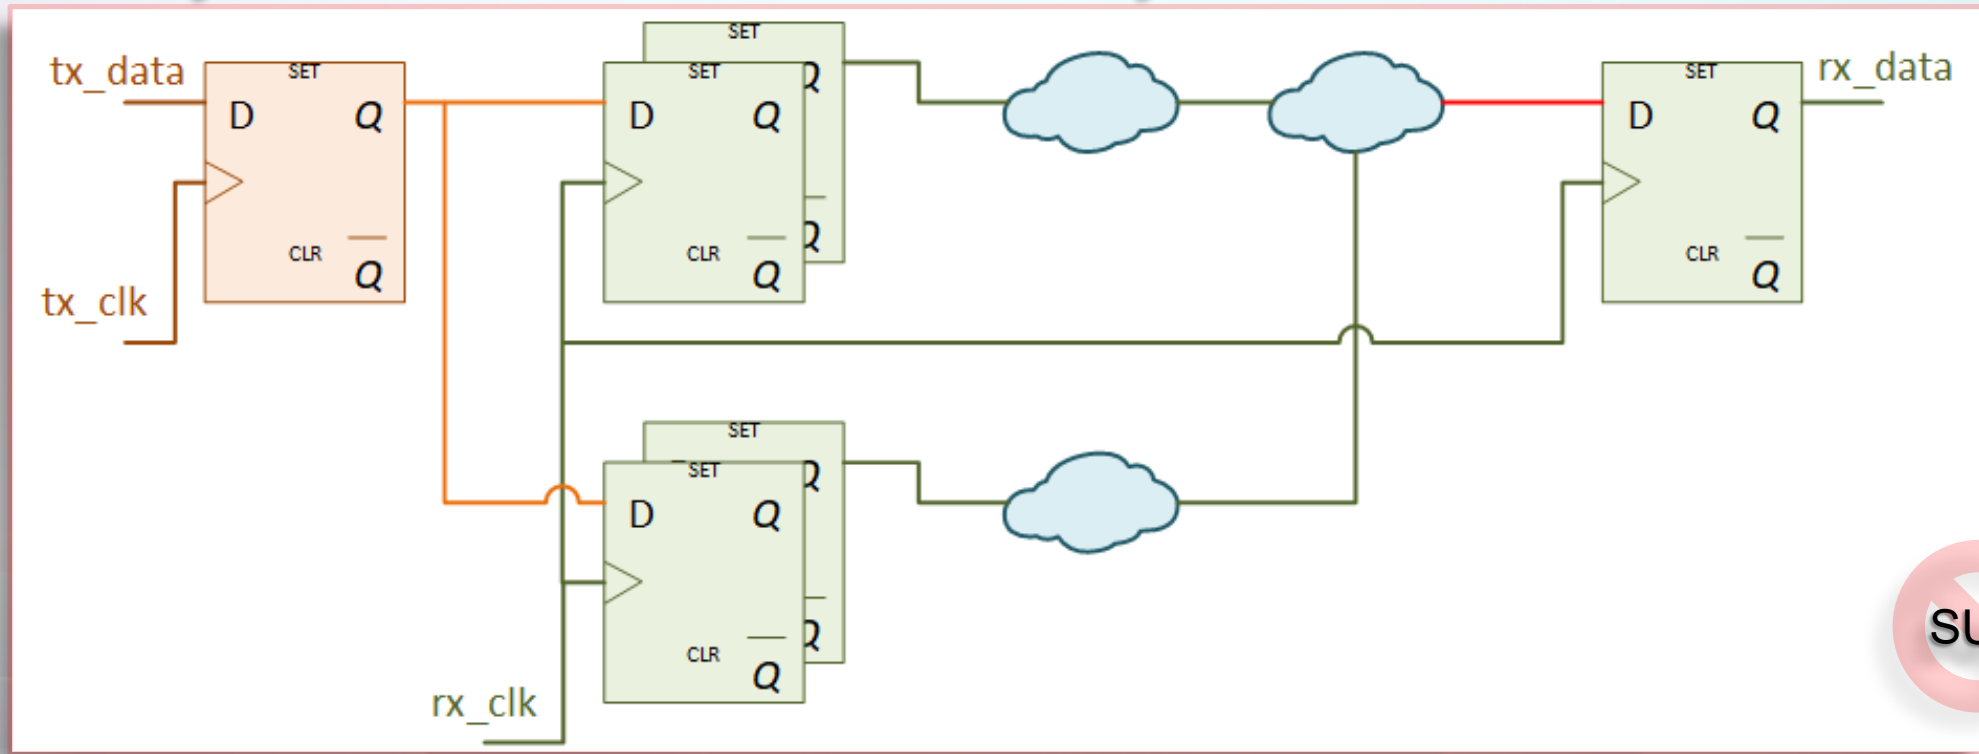 tx_data
SET
D
Q
CLR
Q
tx_clk
SET
Q
Q
SET
D
Q
CLR
Q
SET
D
Q
CLR
Q
rx_data
SET
Q
Q
SET
D
Q
CLR
Q
rx_clk